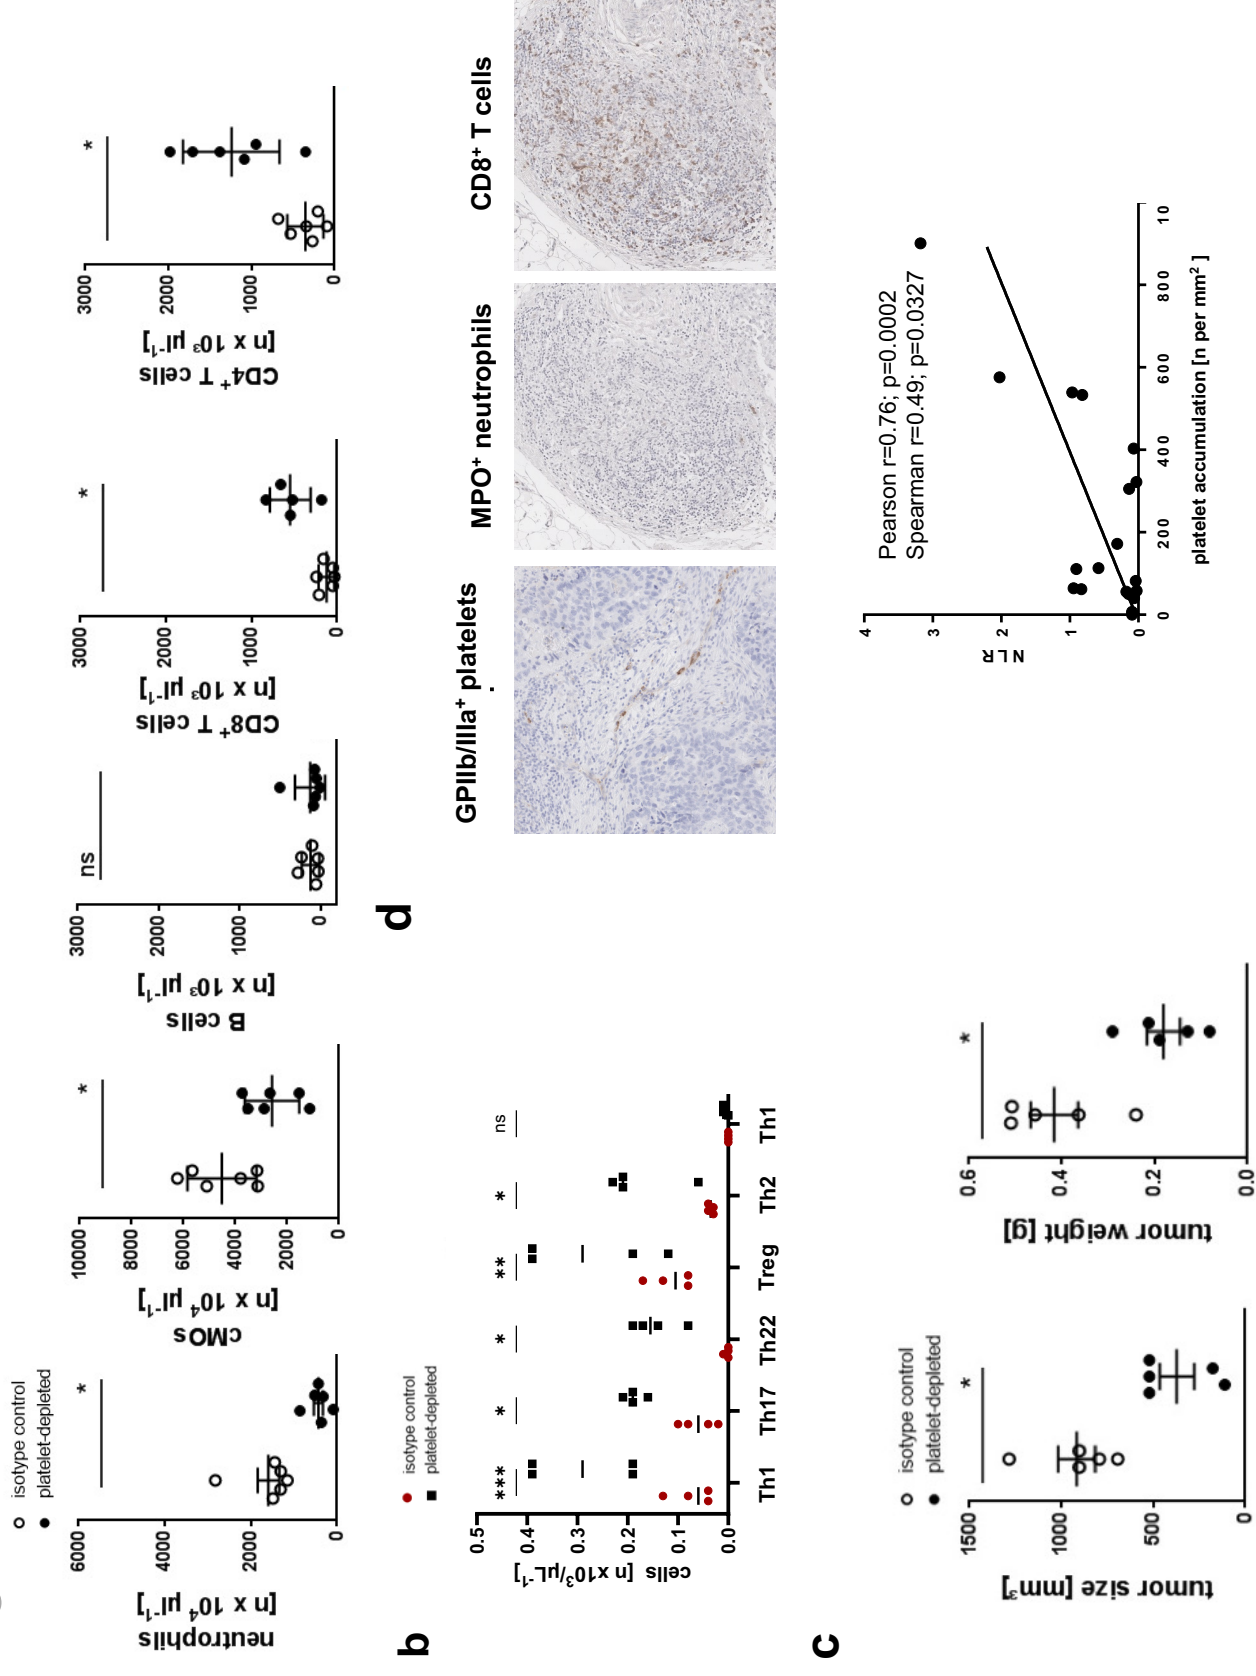 isotype control
platelet-depleted
neutrophils
[n x 10⁴ µl⁻¹]
6000
4000
2000
0
*
cMOs
[n x 10⁴ µl⁻¹]
10000
8000
6000
4000
2000
0
*
B cells
[n x 10³ µl⁻¹]
3000
2000
1000
0
ns
CD8⁺ T cells
[n x 10³ µl⁻¹]
3000
2000
1000
0
*
CD4⁺ T cells
[n x 10³ µl⁻¹]
3000
2000
1000
0
*
b
isotype control
platelet-depleted
cells [n x10³/µL⁻¹]
0.5
0.4
0.3
0.2
0.1
0.0
*** * * ** * ns
Th1 Th17 Th22 Treg Th2 Th1
c
isotype control
platelet-depleted
tumor size [mm³]
1500
1000
500
0
*
tumor weight [g]
0.6
0.4
0.2
0.0
*
d
GPIIb/IIIa⁺ platelets
MPO⁺ neutrophils
CD8⁺ T cells
Pearson r=0.76; p=0.0002
Spearman r=0.49; p=0.0327
NLR
4
3
2
1
0
0 200 400 600 800 10
platelet accumulation [n per mm²]